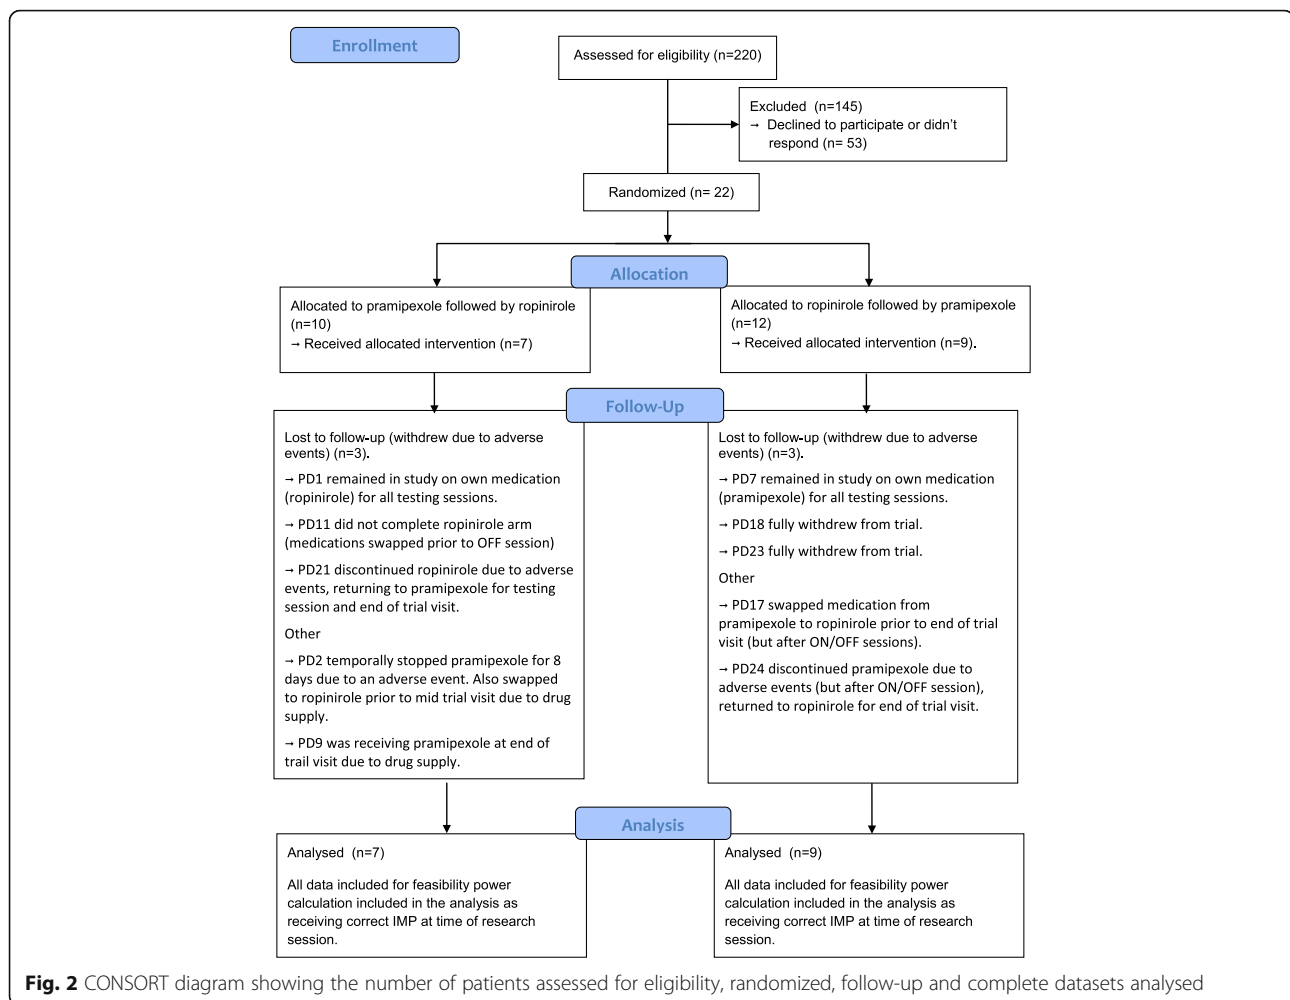 Enrollment
Assessed for eligibility (n=220)
Excluded (n=145)
→ Declined to participate or didn't
respond (n= 53)
Randomized (n= 22)
Allocation
Allocated to pramipexole followed by ropinirole
(n=10)
→ Received allocated intervention (n=7)
Allocated to ropinirole followed by pramipexole
(n=12)
→ Received allocated intervention (n=9).
Follow-Up
Lost to follow-up (withdrew due to adverse
events) (n=3).
→ PD1 remained in study on own medication
(ropinirole) for all testing sessions.
→ PD11 did not complete ropinirole arm
(medications swapped prior to OFF session)
→ PD21 discontinued ropinirole due to adverse
events, returning to pramipexole for testing
session and end of trial visit.
Other
→ PD2 temporally stopped pramipexole for 8
days due to an adverse event. Also swapped
to ropinirole prior to mid trial visit due to drug
supply.
→ PD9 was receiving pramipexole at end of
trail visit due to drug supply.
Lost to follow-up (withdrew due to adverse
events) (n=3).
→ PD7 remained in study on own medication
(pramipexole) for all testing sessions.
→ PD18 fully withdrew from trial.
→ PD23 fully withdrew from trial.
Other
→ PD17 swapped medication from
pramipexole to ropinirole prior to end of trial
visit (but after ON/OFF sessions).
→ PD24 discontinued pramipexole due to
adverse events (but after ON/OFF session),
returned to ropinirole for end of trial visit.
Analysis
Analysed (n=7)
All data included for feasibility power
calculation included in the analysis as
receiving correct IMP at time of research
session.
Analysed (n=9)
All data included for feasibility power
calculation included in the analysis as
receiving correct IMP at time of research
session.
Fig. 2 CONSORT diagram showing the number of patients assessed for eligibility, randomized, follow-up and complete datasets analysed